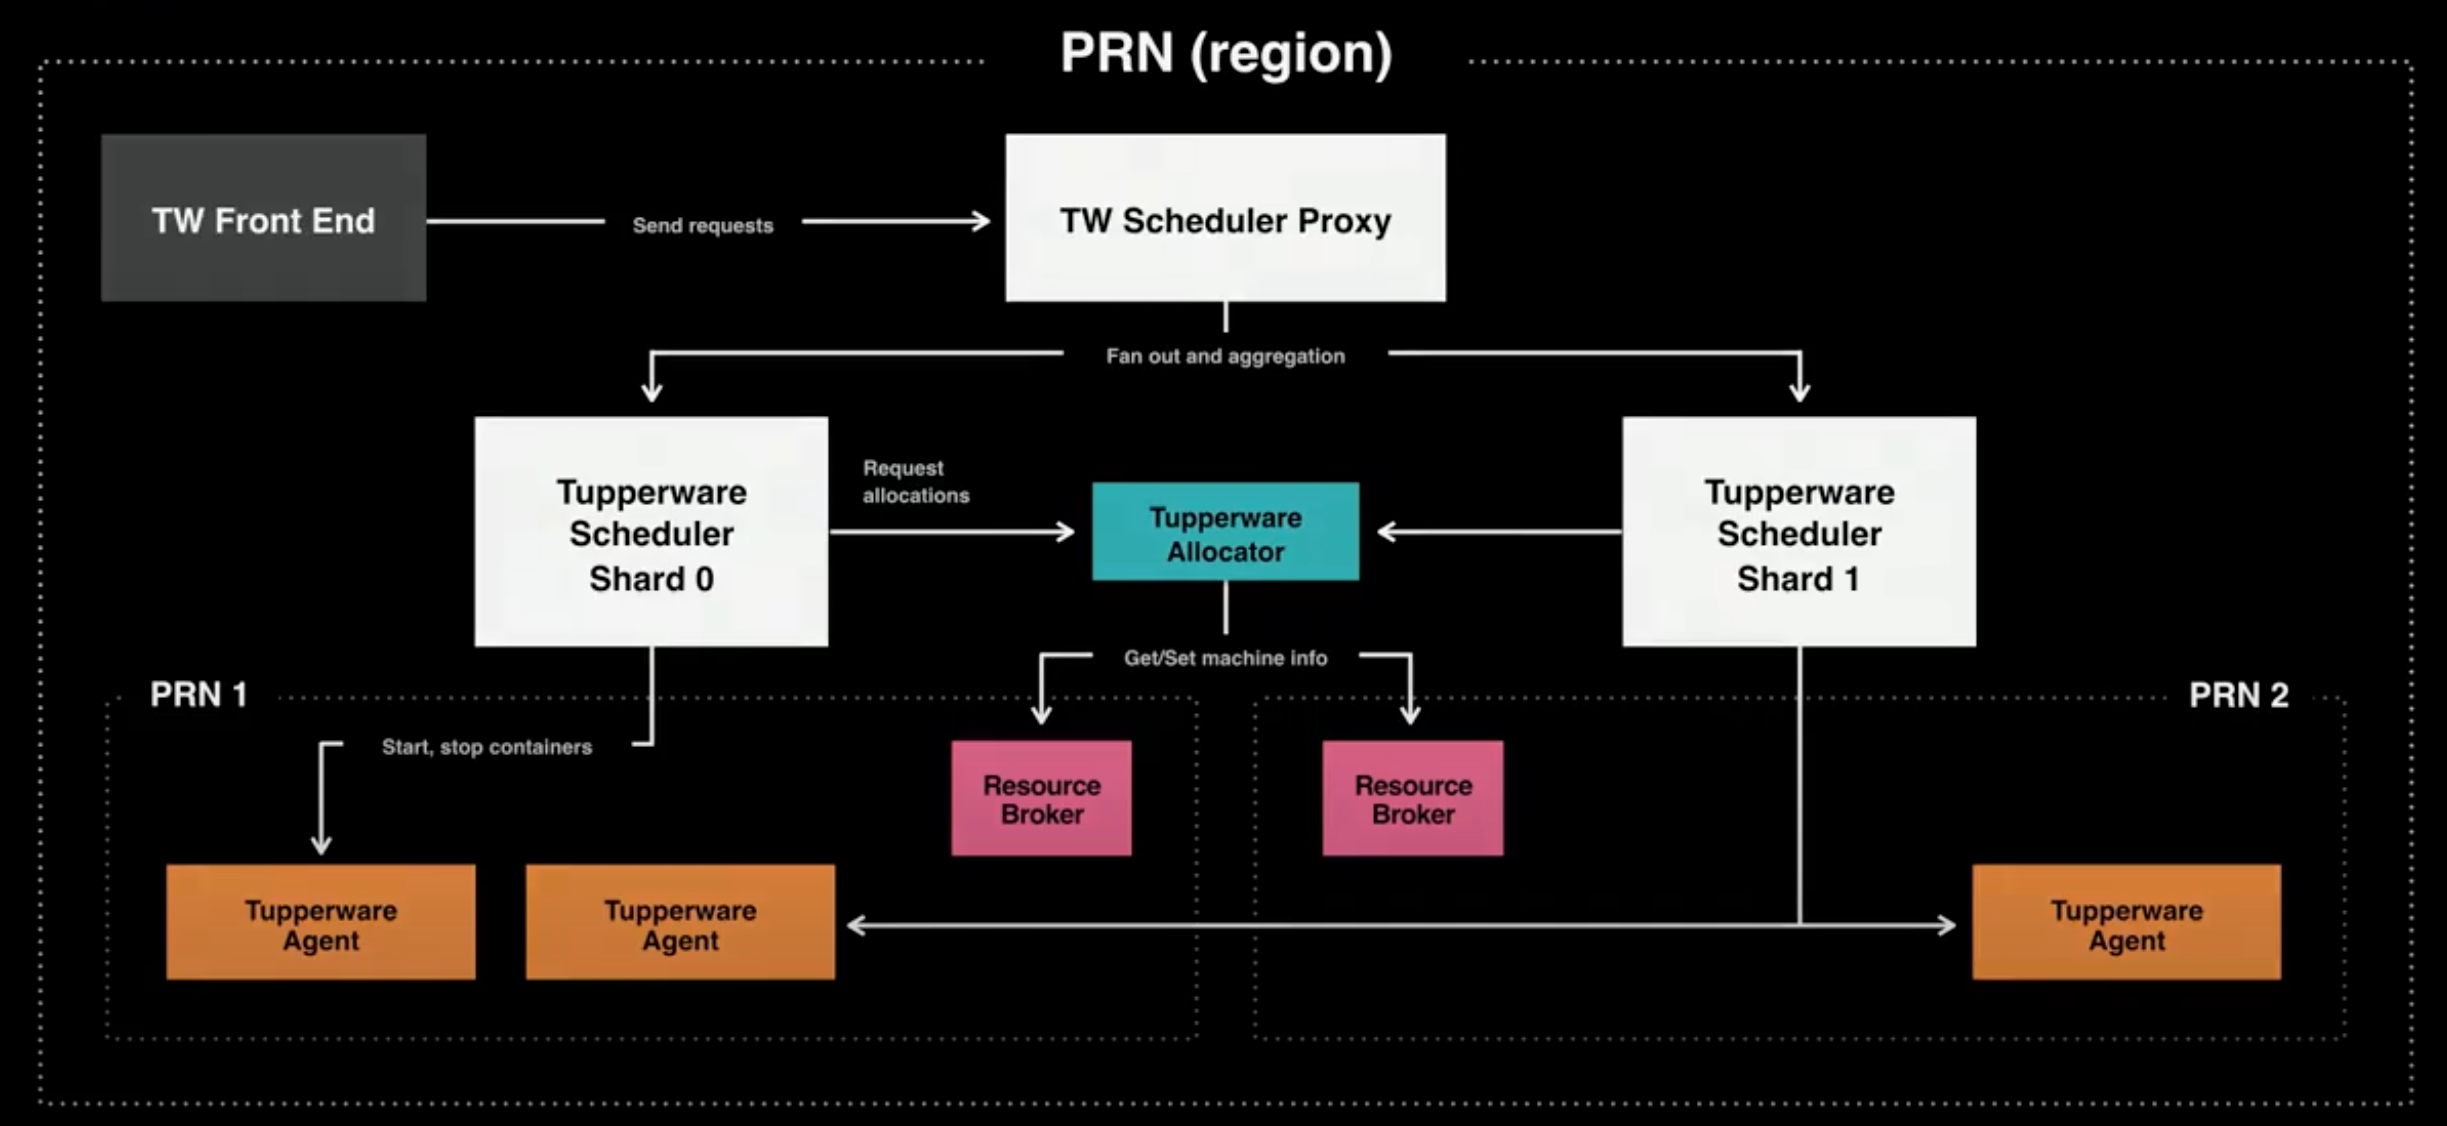 PRN (region)
TW Front End
Send requests
TW Scheduler Proxy
Fan out and aggregation
Tupperware
Scheduler
Shard 0
Request
allocations
Tupperware
Allocator
Tupperware
Scheduler
Shard 1
Get/Set machine info
PRN 1
PRN 2
Start, stop containers
Resource
Broker
Resource
Broker
Tupperware
Agent
Tupperware
Agent
Tupperware
Agent